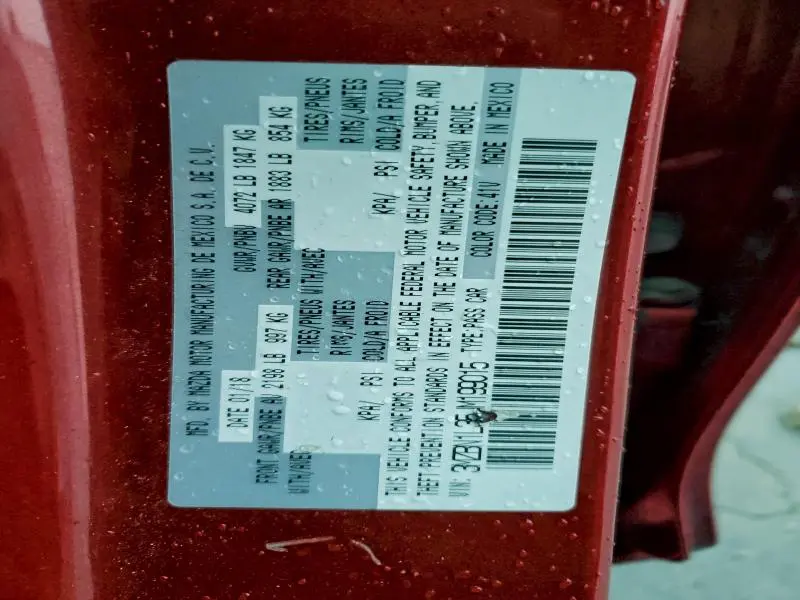 MFD. BY MAZDA MOTOR MANUFACTURING DE MEXICO S.A. DE C.V.
DATE 01/18 GVWR/PNBV 4072 LB 1847 KG
FRONT GAWR/PNBE AV 2198 LB 997 KG REAR GAWR/PNBE AR 1883 LB 854 KG
WITH/AVEC TIRES/PNEUS WITH/AVEC TIRES/PNEUS
RIMS/JANTES RIMS/JANTES
KPA/ PSI COLD/A FROID KPA/ PSI COLD/A FROID
THIS VEHICLE CONFORMS TO ALL APPLICABLE FEDERAL MOTOR VEHICLE SAFETY, BUMPER, AND
THEFT PREVENTION STANDARDS IN EFFECT ON THE DATE OF MANUFACTURE SHOWN ABOVE.
VIN: TYPE/PASS CAR COLOR CODE 41V MADE IN MEXICO